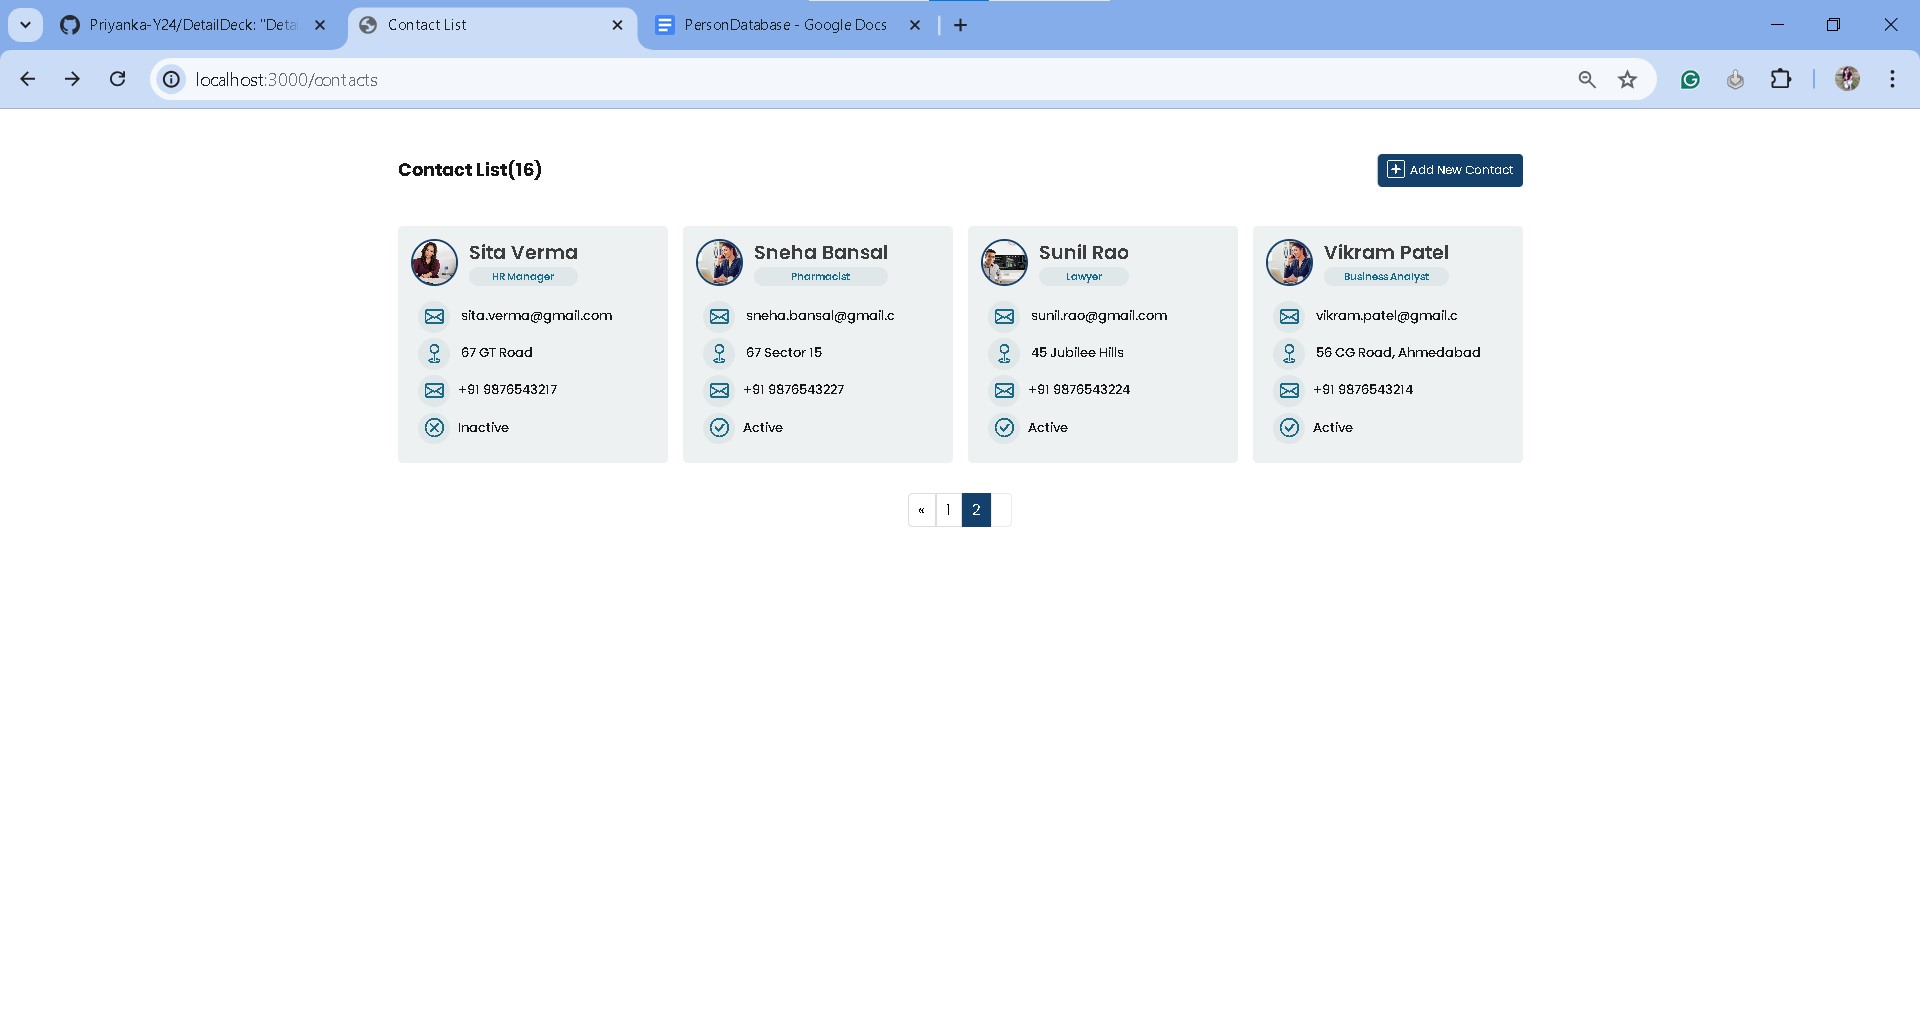 Priyanka-Y24/DetailDeck: "Deta
Contact List
PersonDatabase - Google Docs
localhost:3000/contacts
Contact List(16)
Add New Contact
Sita Verma
HR Manager
sita.verma@gmail.com
67 GT Road
+91 9876543217
Inactive
Sneha Bansal
Pharmacist
sneha.bansal@gmail.c
67 Sector 15
+91 9876543227
Active
Sunil Rao
Lawyer
sunil.rao@gmail.com
45 Jubilee Hills
+91 9876543224
Active
Vikram Patel
Business Analyst
vikram.patel@gmail.c
56 CG Road, Ahmedabad
+91 9876543214
Active
« 1 2